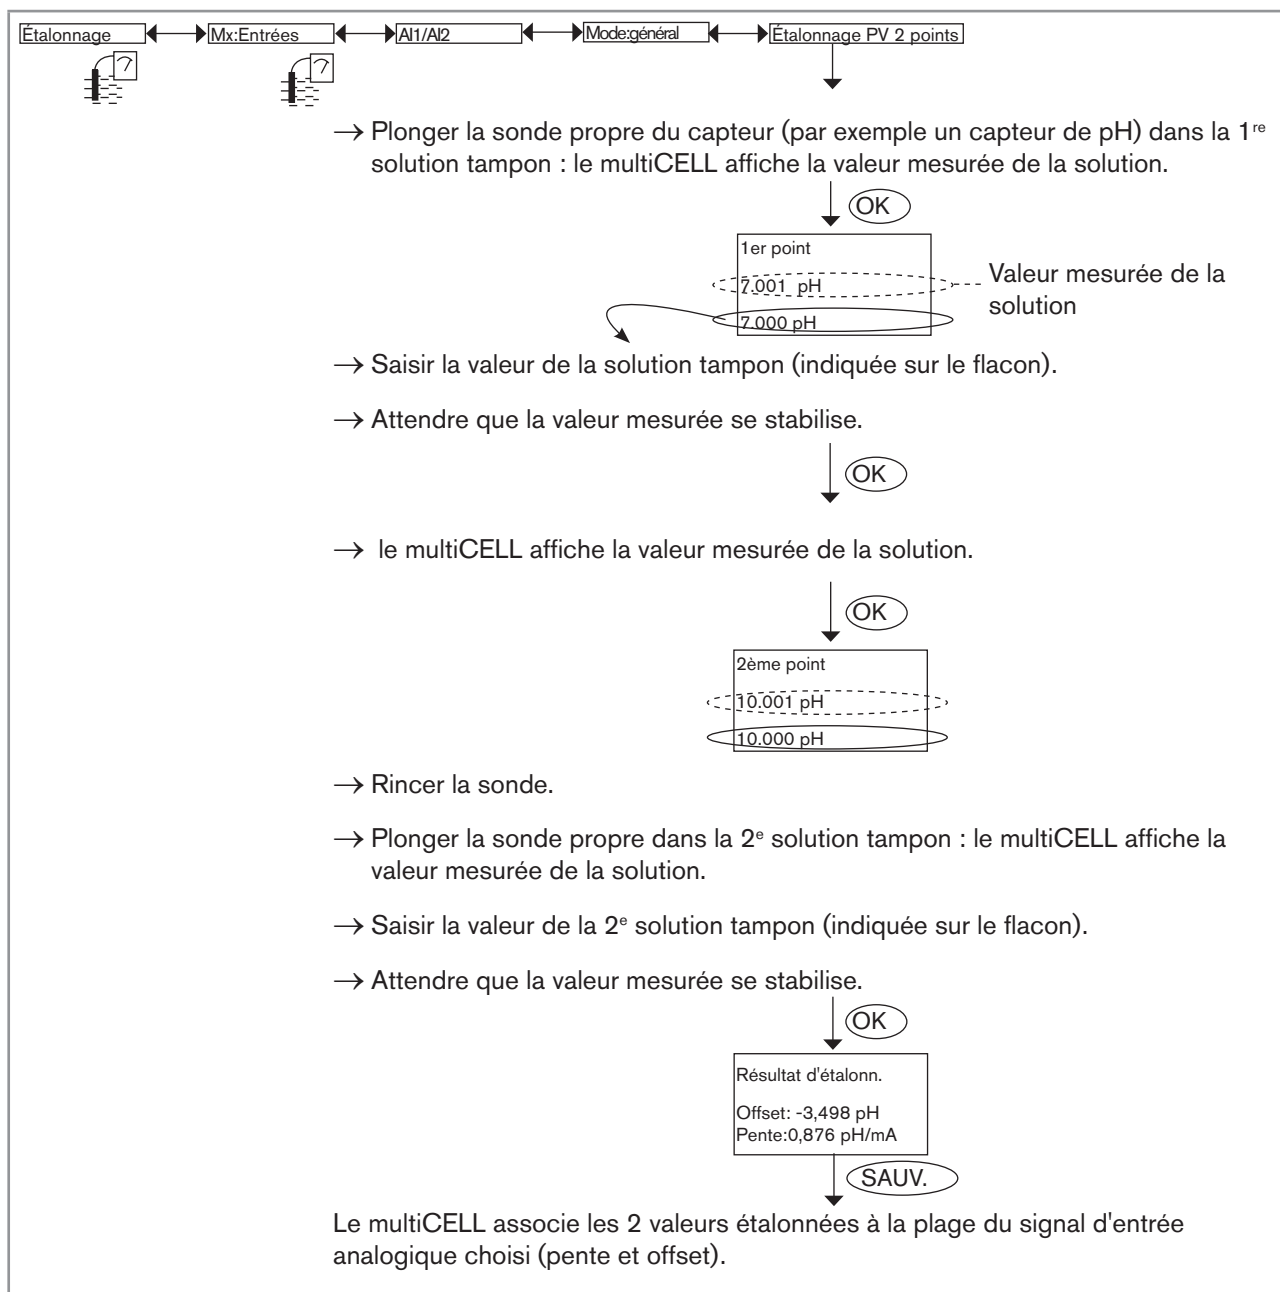 Étalonnage Mx:Entrées AI1/AI2 Mode:général Étalonnage PV 2 points
→ Plonger la sonde propre du capteur (par exemple un capteur de pH) dans la 1re
solution tampon : le multiCELL affiche la valeur mesurée de la solution.
OK
1er point
7.001 pH
Valeur mesurée de la
solution
7.000 pH
→ Saisir la valeur de la solution tampon (indiquée sur le flacon).
→ Attendre que la valeur mesurée se stabilise.
OK
→ le multiCELL affiche la valeur mesurée de la solution.
OK
2ème point
10.001 pH
10.000 pH
→ Rincer la sonde.
→ Plonger la sonde propre dans la 2e solution tampon : le multiCELL affiche la
valeur mesurée de la solution.
→ Saisir la valeur de la 2e solution tampon (indiquée sur le flacon).
→ Attendre que la valeur mesurée se stabilise.
OK
Résultat d'étalonn.
Offset: -3,498 pH
Pente:0,876 pH/mA
SAUV.
Le multiCELL associe les 2 valeurs étalonnées à la plage du signal d'entrée
analogique choisi (pente et offset).